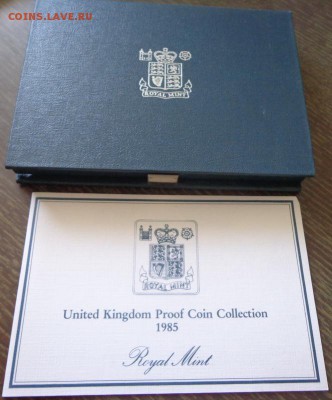 COINS.LAVE.RU
ROYAL MINT
ROYAL MINT
United Kingdom Proof Coin Collection
1985
Royal Mint